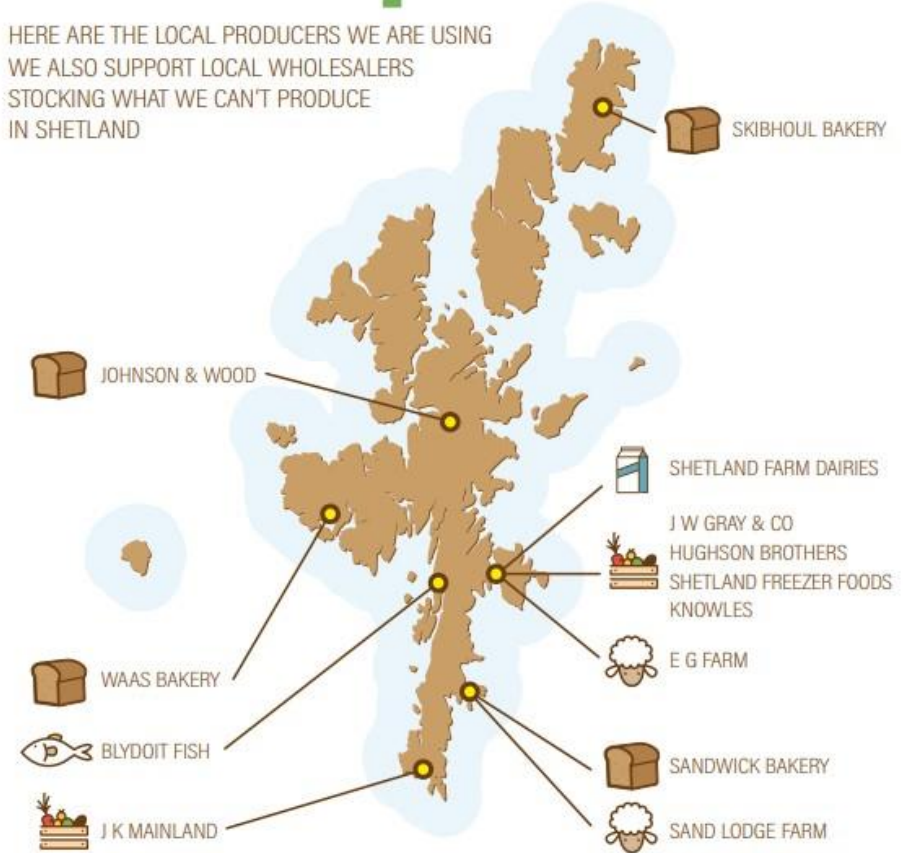 HERE ARE THE LOCAL PRODUCERS WE ARE USING
WE ALSO SUPPORT LOCAL WHOLESALERS
STOCKING WHAT WE CAN'T PRODUCE
IN SHETLAND
SKIBHOUL BAKERY
JOHNSON & WOOD
SHETLAND FARM DAIRIES
J W GRAY & CO
HUGHSON BROTHERS
SHETLAND FREEZER FOODS
KNOWLES
E G FARM
WAAS BAKERY
BLYDOIT FISH
SANDWICK BAKERY
J K MAINLAND
SAND LODGE FARM